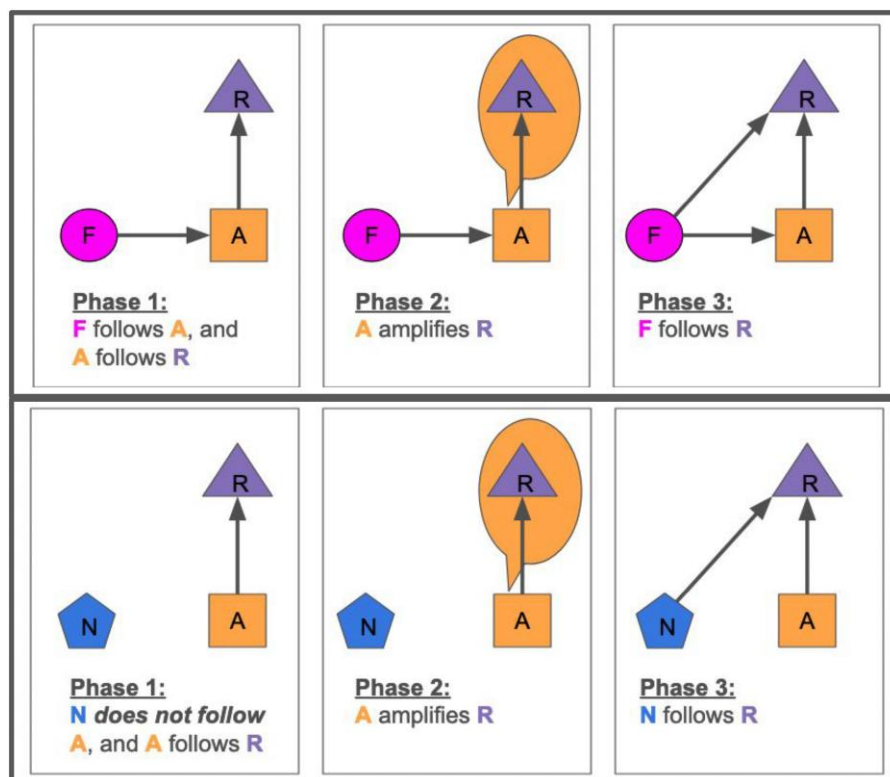 R
F
A
Phase 1:
F follows A, and
A follows R
R
F
A
Phase 2:
A amplifies R
R
F
A
Phase 3:
F follows R
R
N
A
Phase 1:
N does not follow
A, and A follows R
R
N
A
Phase 2:
A amplifies R
R
N
A
Phase 3:
N follows R